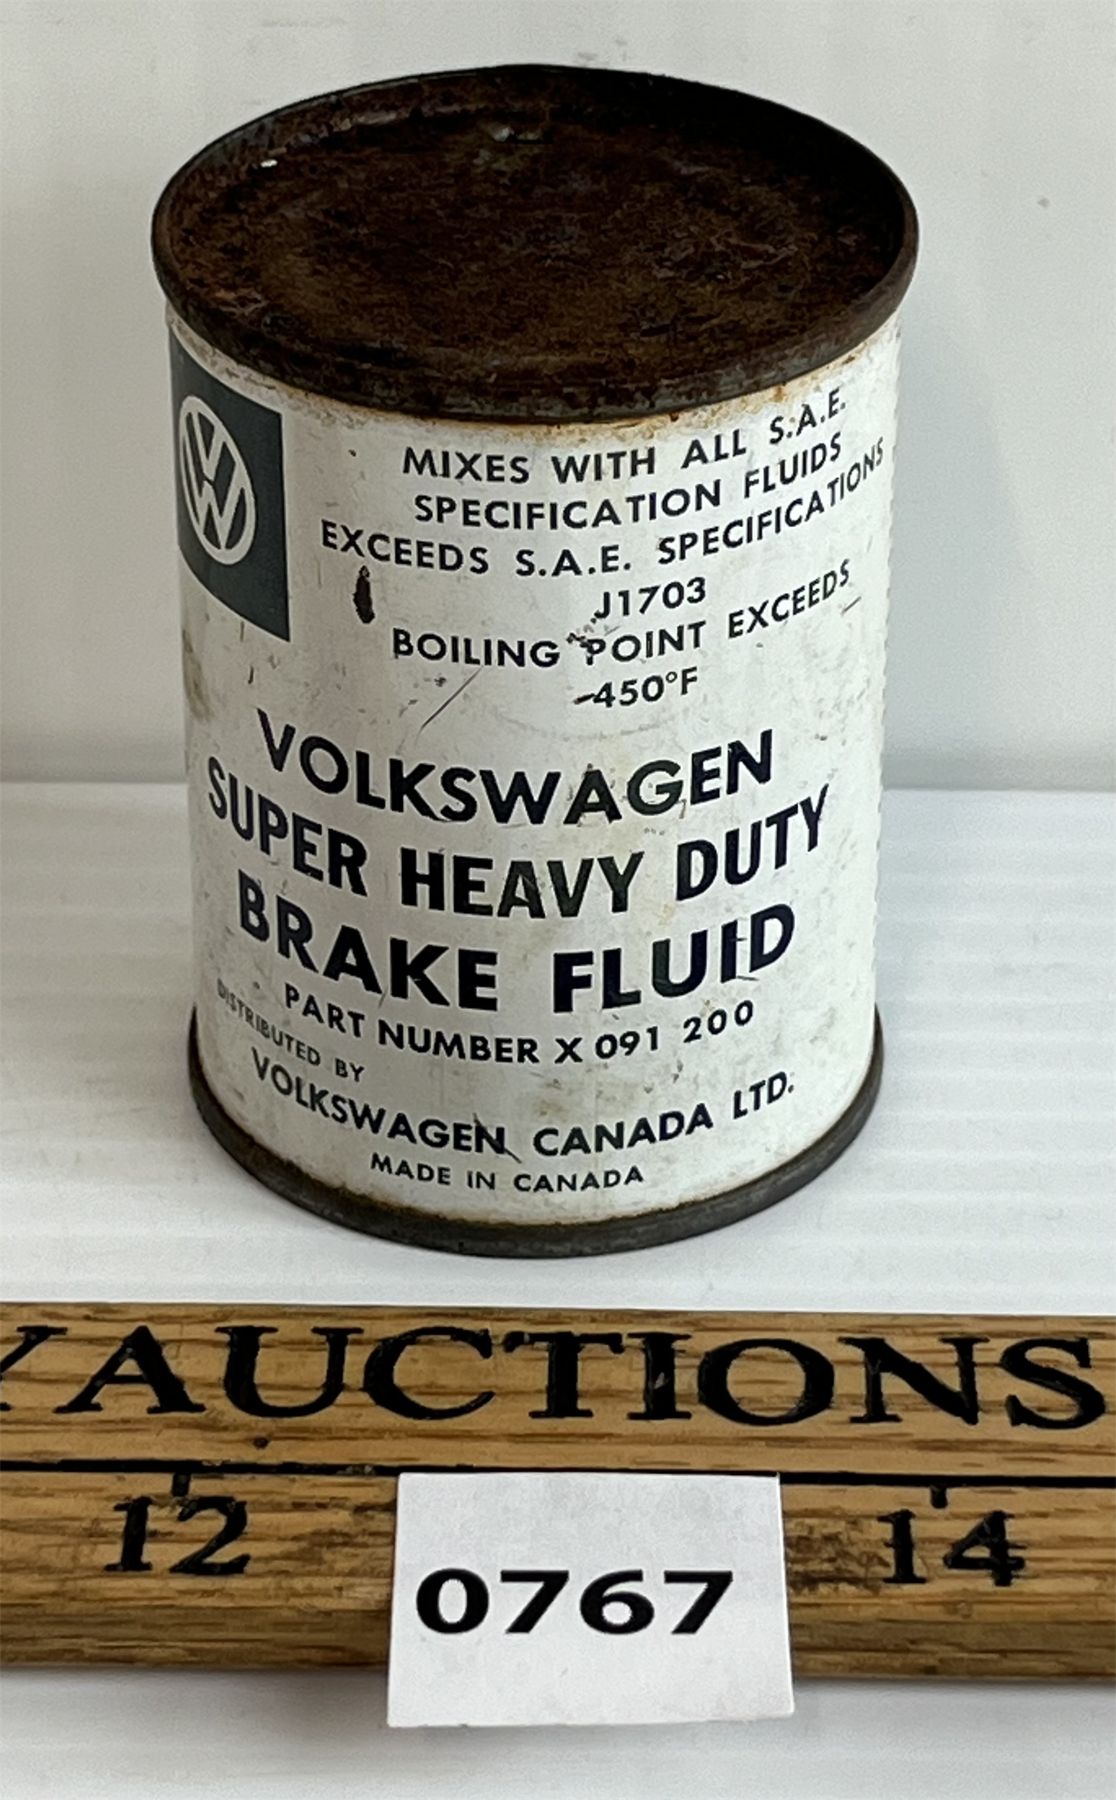 MIXES WITH ALL S.A.E.
SPECIFICATION FLUIDS
EXCEEDS S.A.E. SPECIFICATIONS
J1703
BOILING POINT EXCEEDS
450°F
VOLKSWAGEN
SUPER HEAVY DUTY
BRAKE FLUID
PART NUMBER X 091 200
DISTRIBUTED BY
VOLKSWAGEN CANADA LTD.
MADE IN CANADA
Y AUCTIONS
12 14
0767